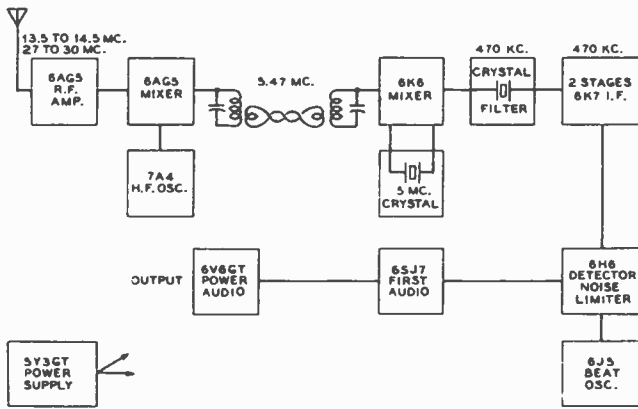 13.5 TO 14.5 MC.
27 TO 30 MC.
6AG5
R.F.
AMP.
6AG5
MIXER
5.47 MC.
6K6
MIXER
470 KC.
CRYSTAL
FILTER
470 KC.
2 STAGES
6K7 I.F.
7A4
H.F. OSC.
5 MC.
CRYSTAL
OUTPUT
6V6GT
POWER
AUDIO
6SJ7
FIRST
AUDIO
6H6
DETECTOR
NOISE
LIMITER
5Y3GT
POWER
SUPPLY
6J5
BEAT
OSC.